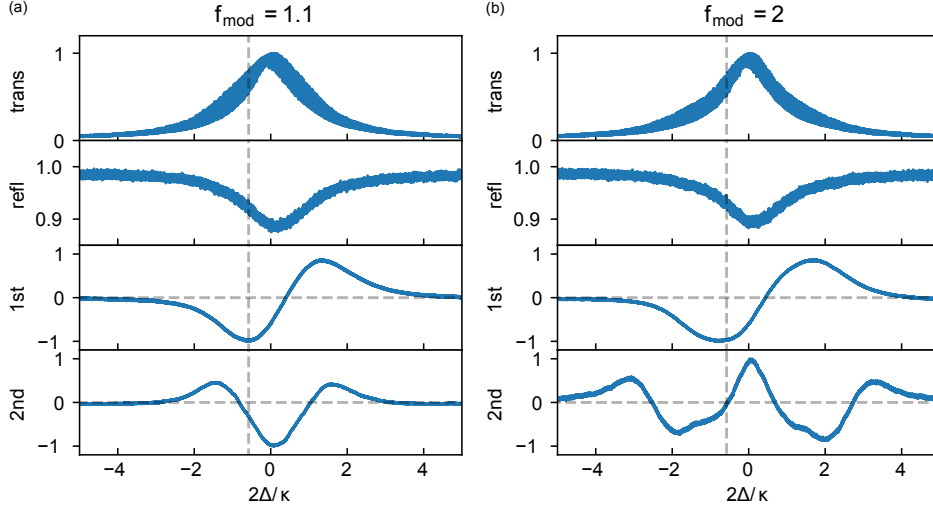 (a)
f_mod = 1.1
trans
1
0
refl
1.0
0.9
1st
1
0
−1
2nd
1
0
−1
−4 −2 0 2 4
2Δ/κ
(b)
f_mod = 2
trans
1
0
refl
1.0
0.9
1st
1
0
−1
2nd
1
0
−1
−4 −2 0 2 4
2Δ/κ